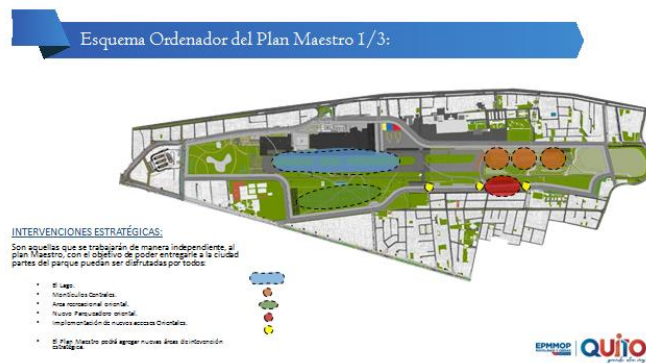 Esquema Ordenador del Plan Maestro 1/3:
INTERVENCIONES ESTRATÉGICAS:
Son aquellas que se trabajarán de manera independiente, al
plan Maestro, con el objetivo de poder entregarle a la ciudad
partes del parque puedan ser disfrutadas por todos:
• El Lago.
• Montículos Centrales.
• Area recreacional oriental.
• Nuevo Parqueadero oriental.
• Implementación de nuevos accesos Orientales.
• El Plan Maestro podrá agregar nuevas áreas de intervención
estratégica.
EPMMOP
QUITO